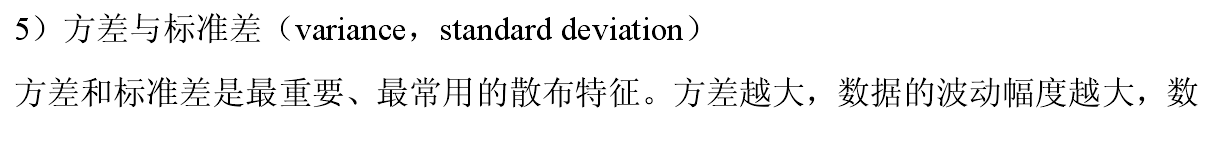 5）方差与标准差（variance，standard deviation）
方差和标准差是最重要、最常用的散布特征。方差越大，数据的波动幅度越大，数